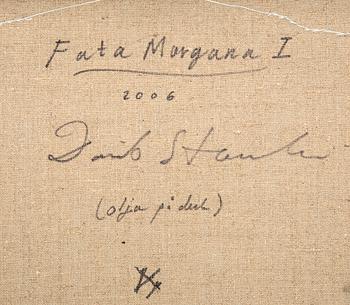 Fata Morgana I
2006
(olja på duk)